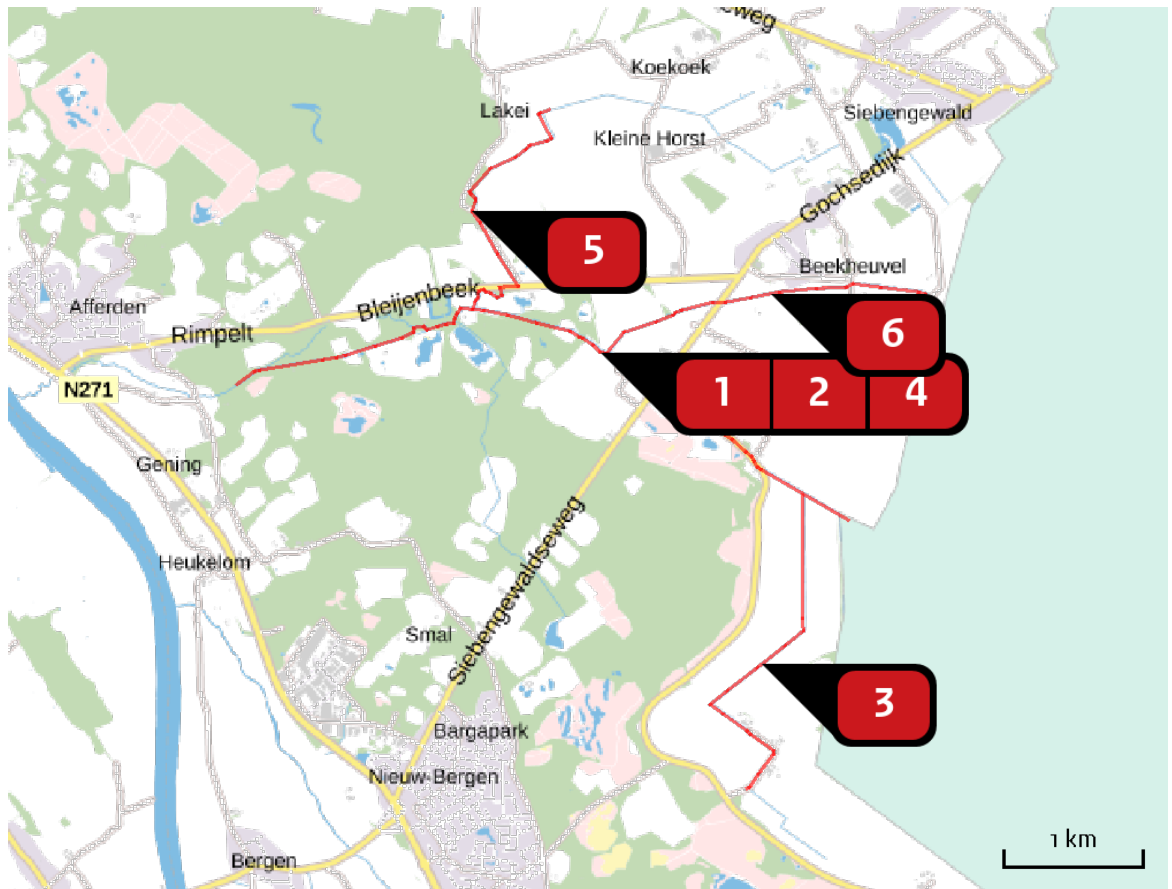 eweg
Koekoek
Lakei
Siebengewald
Kleine Horst
Gochsedijk
5
Beekheuvel
Bleijenbeek
Afferden
Rimpelt
6
N271
1 2 4
Gening
Siebengewaldseweg
Heukelom
Smal
3
Bargapark
Nieuw-Bergen
1 km
Bergen